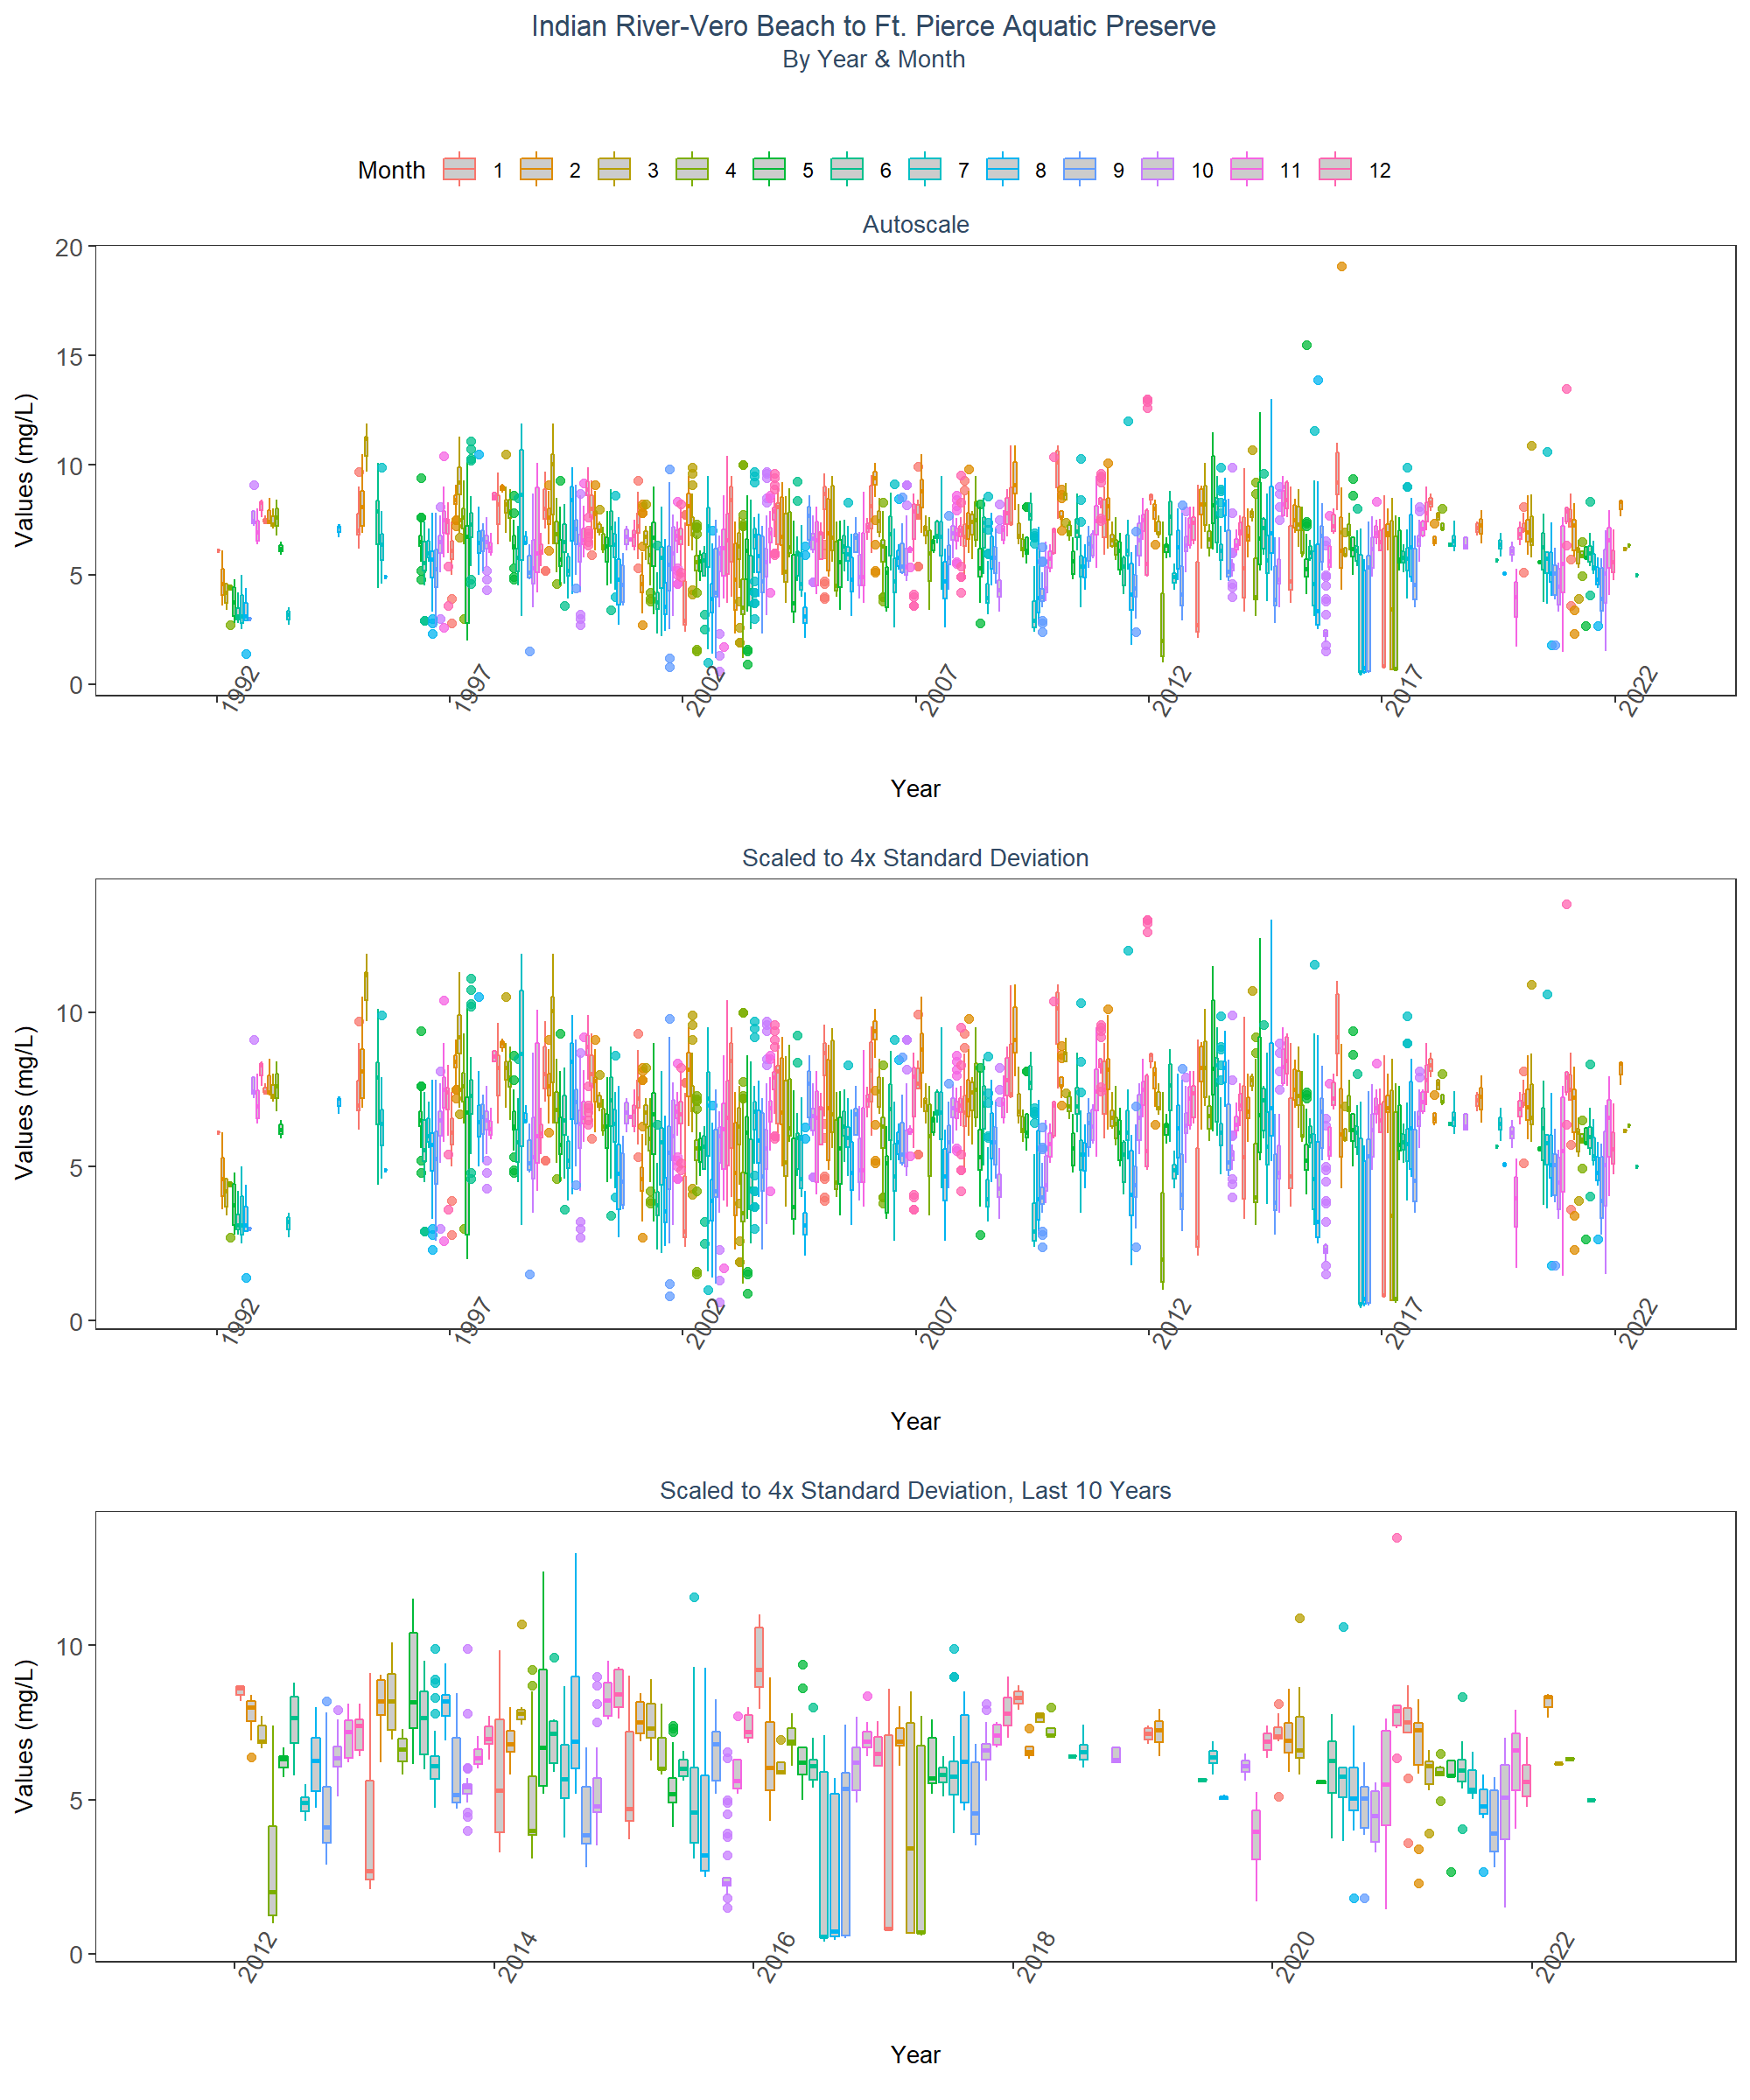 Indian River-Vero Beach to Ft. Pierce Aquatic Preserve
By Year & Month
Month 1 2 3 4 5 6 7 8 9 10 11 12
Autoscale
Values (mg/L)
20
15
10
5
0
1992 1997 2002 2007 2012 2017 2022
Year
Scaled to 4x Standard Deviation
Values (mg/L)
10
5
0
1992 1997 2002 2007 2012 2017 2022
Year
Scaled to 4x Standard Deviation, Last 10 Years
Values (mg/L)
10
5
0
2012 2014 2016 2018 2020 2022
Year